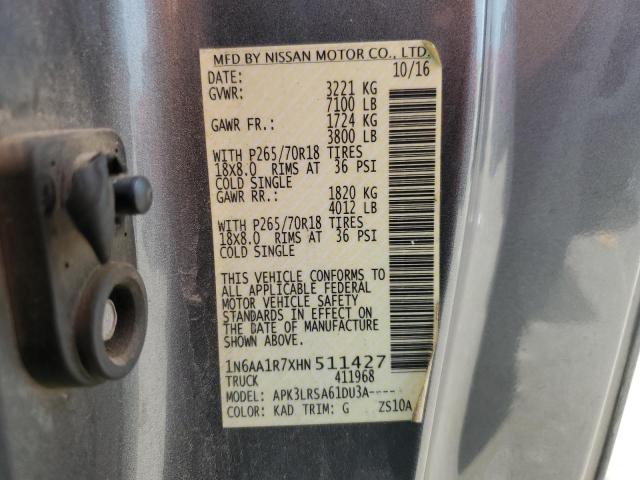 MFD BY NISSAN MOTOR CO., LTD.
DATE: 10/16
GVWR: 3221 KG
7100 LB
GAWR FR.: 1724 KG
3800 LB
WITH P265/70R18 TIRES
18X8.0 RIMS AT 36 PSI
COLD SINGLE
GAWR RR.: 1820 KG
4012 LB
WITH P265/70R18 TIRES
18X8.0 RIMS AT 36 PSI
COLD SINGLE
THIS VEHICLE CONFORMS TO
ALL APPLICABLE FEDERAL
MOTOR VEHICLE SAFETY
STANDARDS IN EFFECT ON
THE DATE OF MANUFACTURE
SHOWN ABOVE.
1N6AA1R7XHN511427
TRUCK 411968
MODEL: APK3LRSA61DU3A----
COLOR: KAD TRIM: G ZS10A